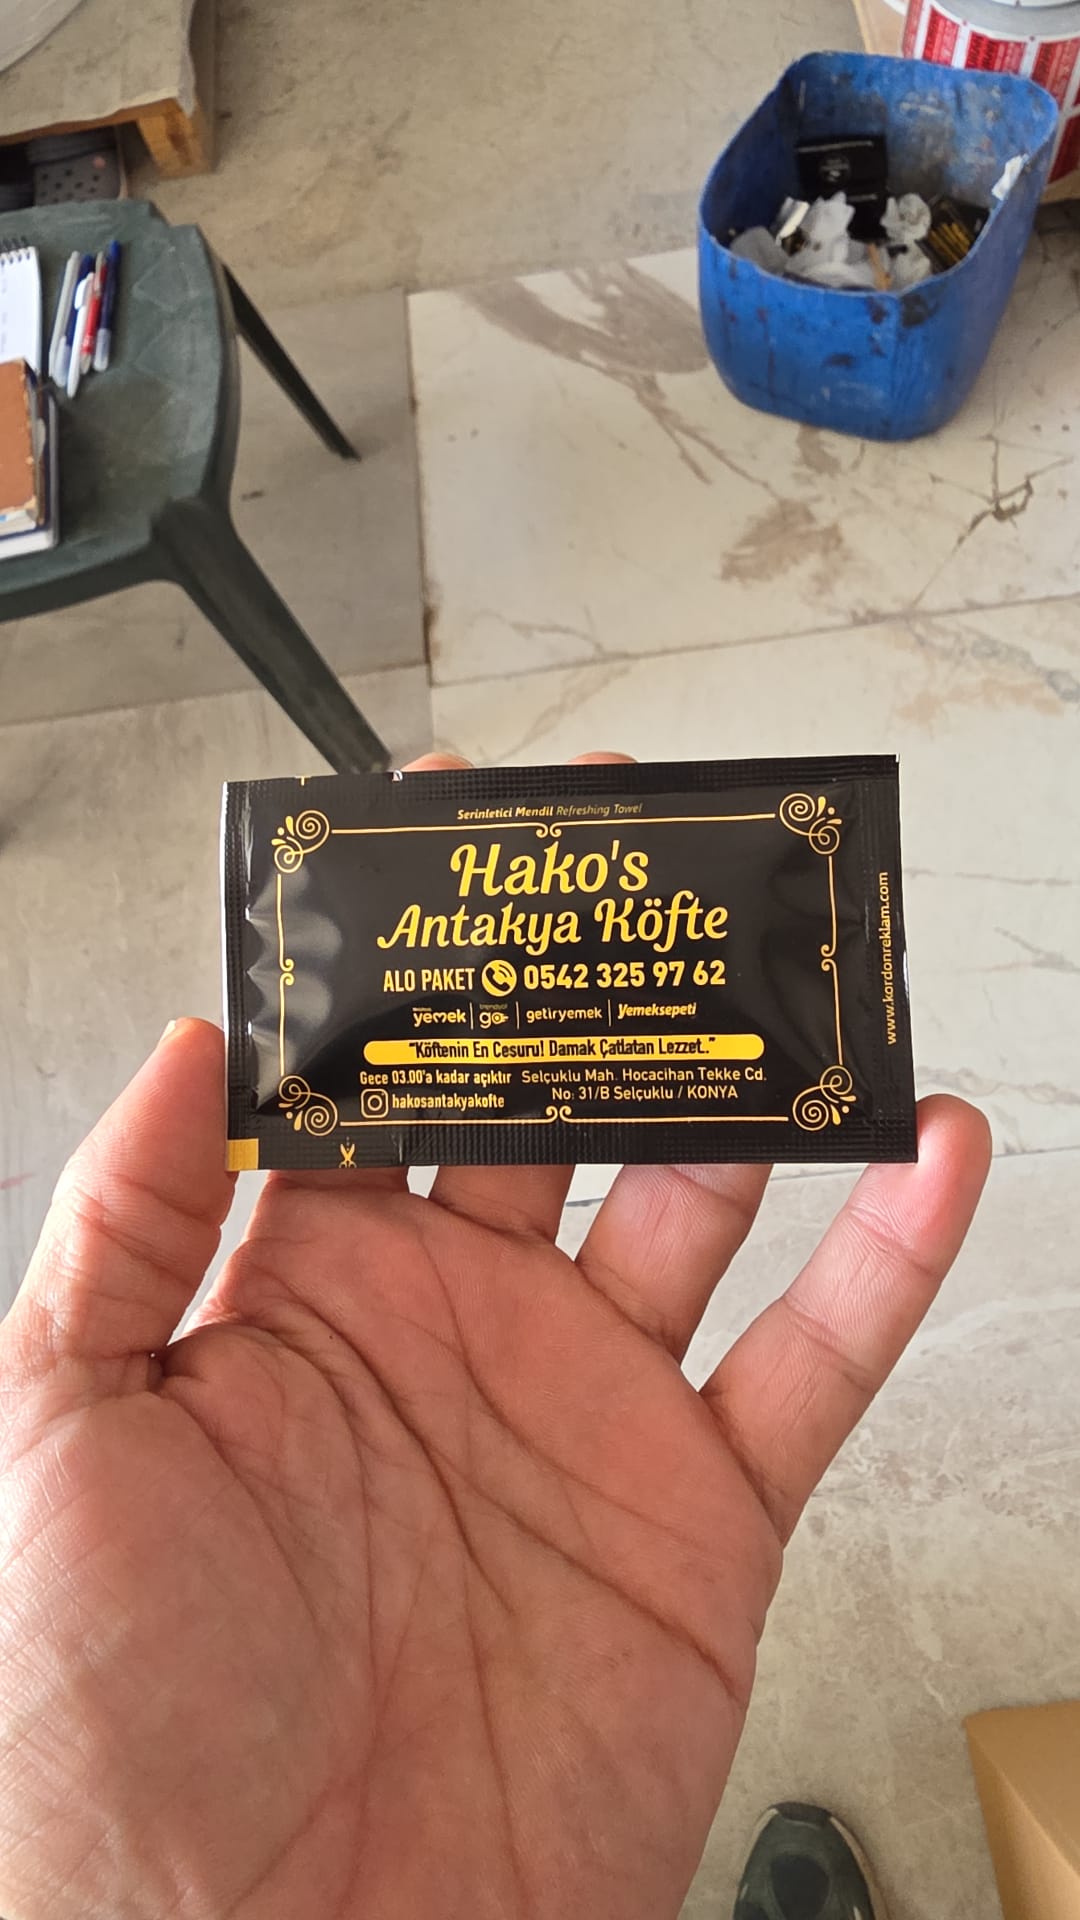 Serinletici Mendil Refreshing Towel
Hako's
Antakya Köfte
ALO PAKET 0542 325 97 62
yemek | trendyol go | getiryemek | Yemeksepeti
"Köftenin En Cesuru! Damak Çatlatan Lezzet.."
Gece 03.00'a kadar açıktır
hakosantakyakofte
Selçuklu Mah. Hocacihan Tekke Cd.
No: 31/B Selçuklu / KONYA
www.kordonreklam.com